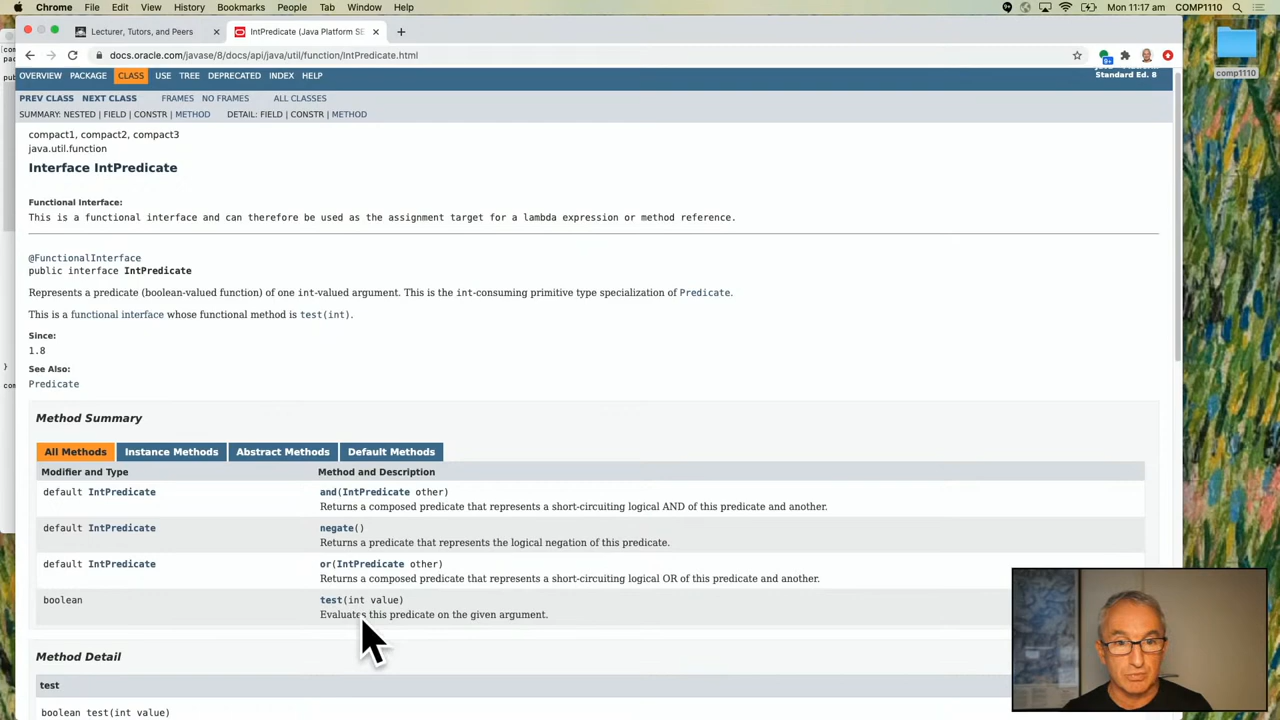 Chrome File Edit View History Bookmarks People Tab Window Help Mon 11:17 am COMP1110
Lecturer, Tutors, and Peers IntPredicate (Java Platform SE
docs.oracle.com/javase/8/docs/api/java/util/function/IntPredicate.html
comp1110
OVERVIEW PACKAGE CLASS USE TREE DEPRECATED INDEX HELP
Standard Ed. 8
PREV CLASS NEXT CLASS FRAMES NO FRAMES ALL CLASSES
SUMMARY: NESTED | FIELD | CONSTR | METHOD DETAIL: FIELD | CONSTR | METHOD
compact1, compact2, compact3
java.util.function
Interface IntPredicate
Functional Interface:
This is a functional interface and can therefore be used as the assignment target for a lambda expression or method reference.
@FunctionalInterface
public interface IntPredicate
Represents a predicate (boolean-valued function) of one int-valued argument. This is the int-consuming primitive type specialization of Predicate.
This is a functional interface whose functional method is test(int).
Since:
1.8
See Also:
Predicate
Method Summary
All Methods Instance Methods Abstract Methods Default Methods
Modifier and Type Method and Description
default IntPredicate and(IntPredicate other)
Returns a composed predicate that represents a short-circuiting logical AND of this predicate and another.
default IntPredicate negate()
Returns a predicate that represents the logical negation of this predicate.
default IntPredicate or(IntPredicate other)
Returns a composed predicate that represents a short-circuiting logical OR of this predicate and another.
boolean test(int value)
Evaluates this predicate on the given argument.
Method Detail
test
boolean test(int value)